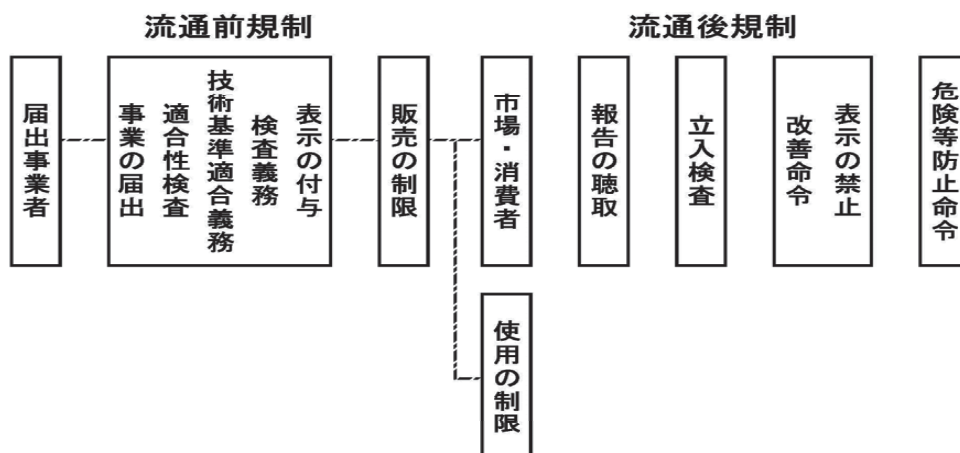 流通前規制
流通後規制
届出事業者
事業の届出
適合性検査
技術基準適合義務
検査義務
表示の付与
販売の制限
市場・消費者
使用の制限
報告の聴取
立入検査
改善命令
表示の禁止
危険等防止命令